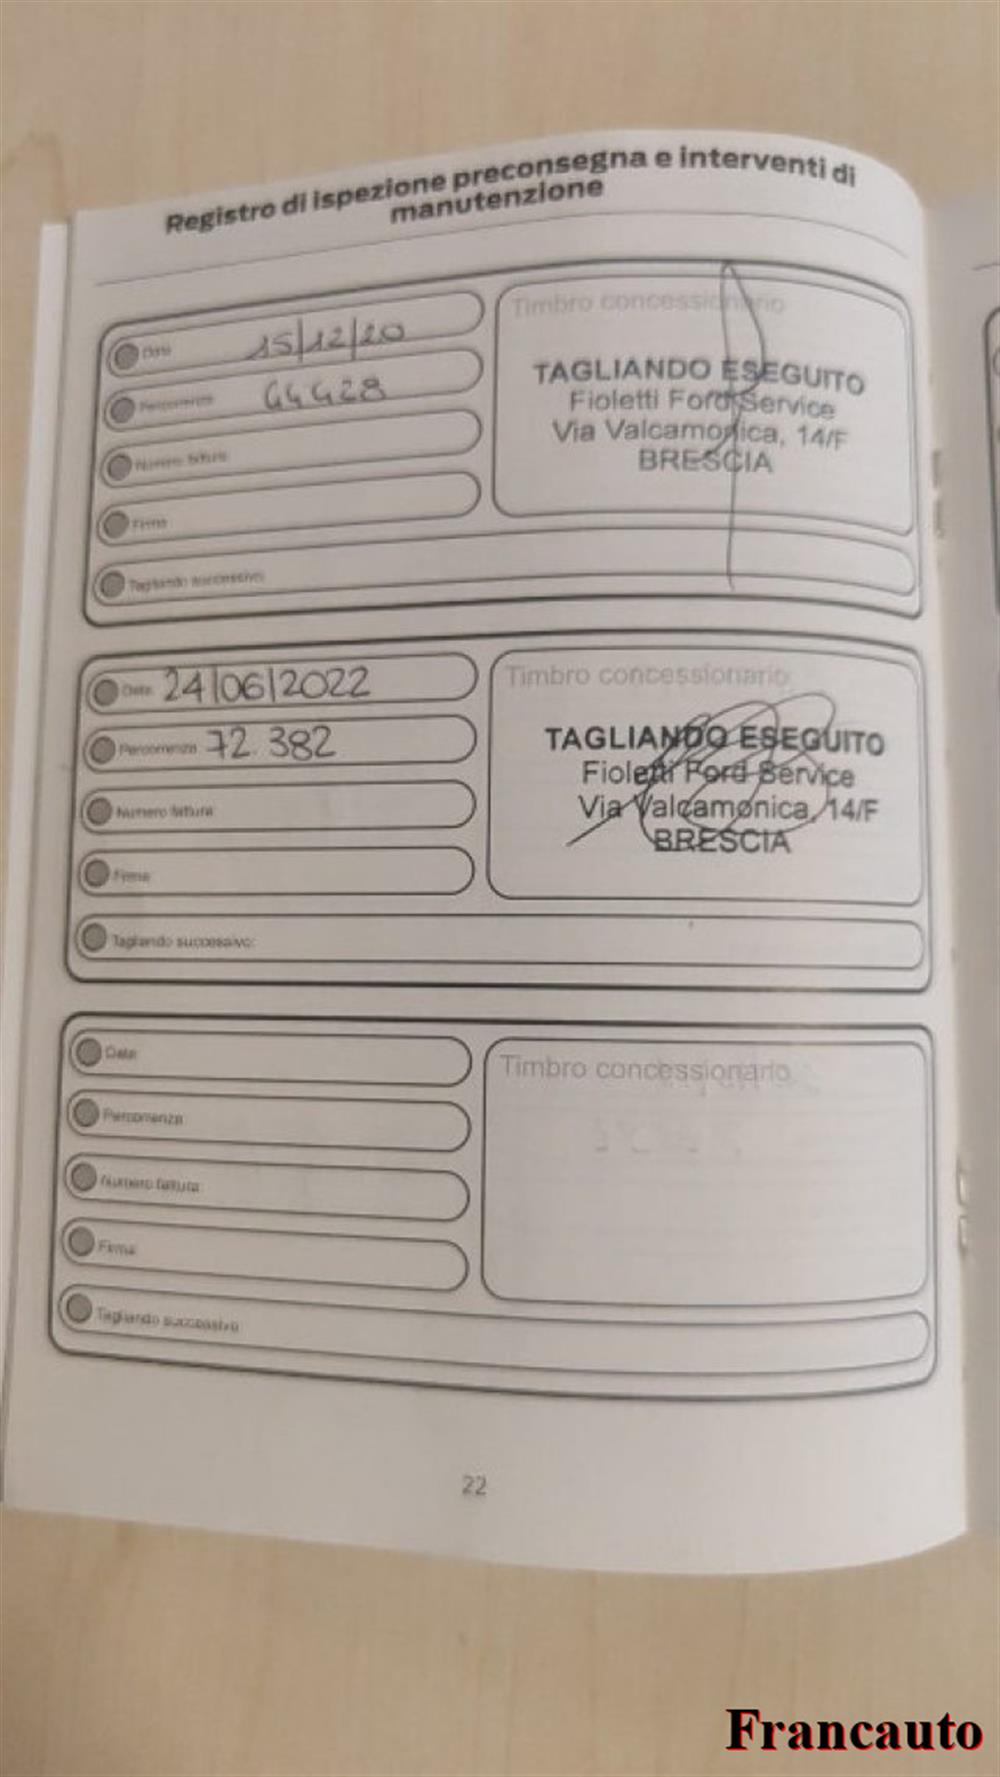 Registro di ispezione preconsegna e interventi di
manutenzione
Data 15/12/20
Percorrenza 44428
Numero fattura
Firma
Tagliando successivo:
Timbro concessionario
TAGLIANDO ESEGUITO
Fioletti Ford Service
Via Valcamonica, 14/F
BRESCIA
Data: 24/06/2022
Percorrenza: 72.382
Numero fattura:
Firma:
Tagliando successivo:
Timbro concessionario
TAGLIANDO ESEGUITO
Fioletti Ford Service
Via Valcamonica, 14/F
BRESCIA
Data:
Percorrenza:
Numero fattura:
Firma:
Tagliando successivo
Timbro concessionario
22
Francauto